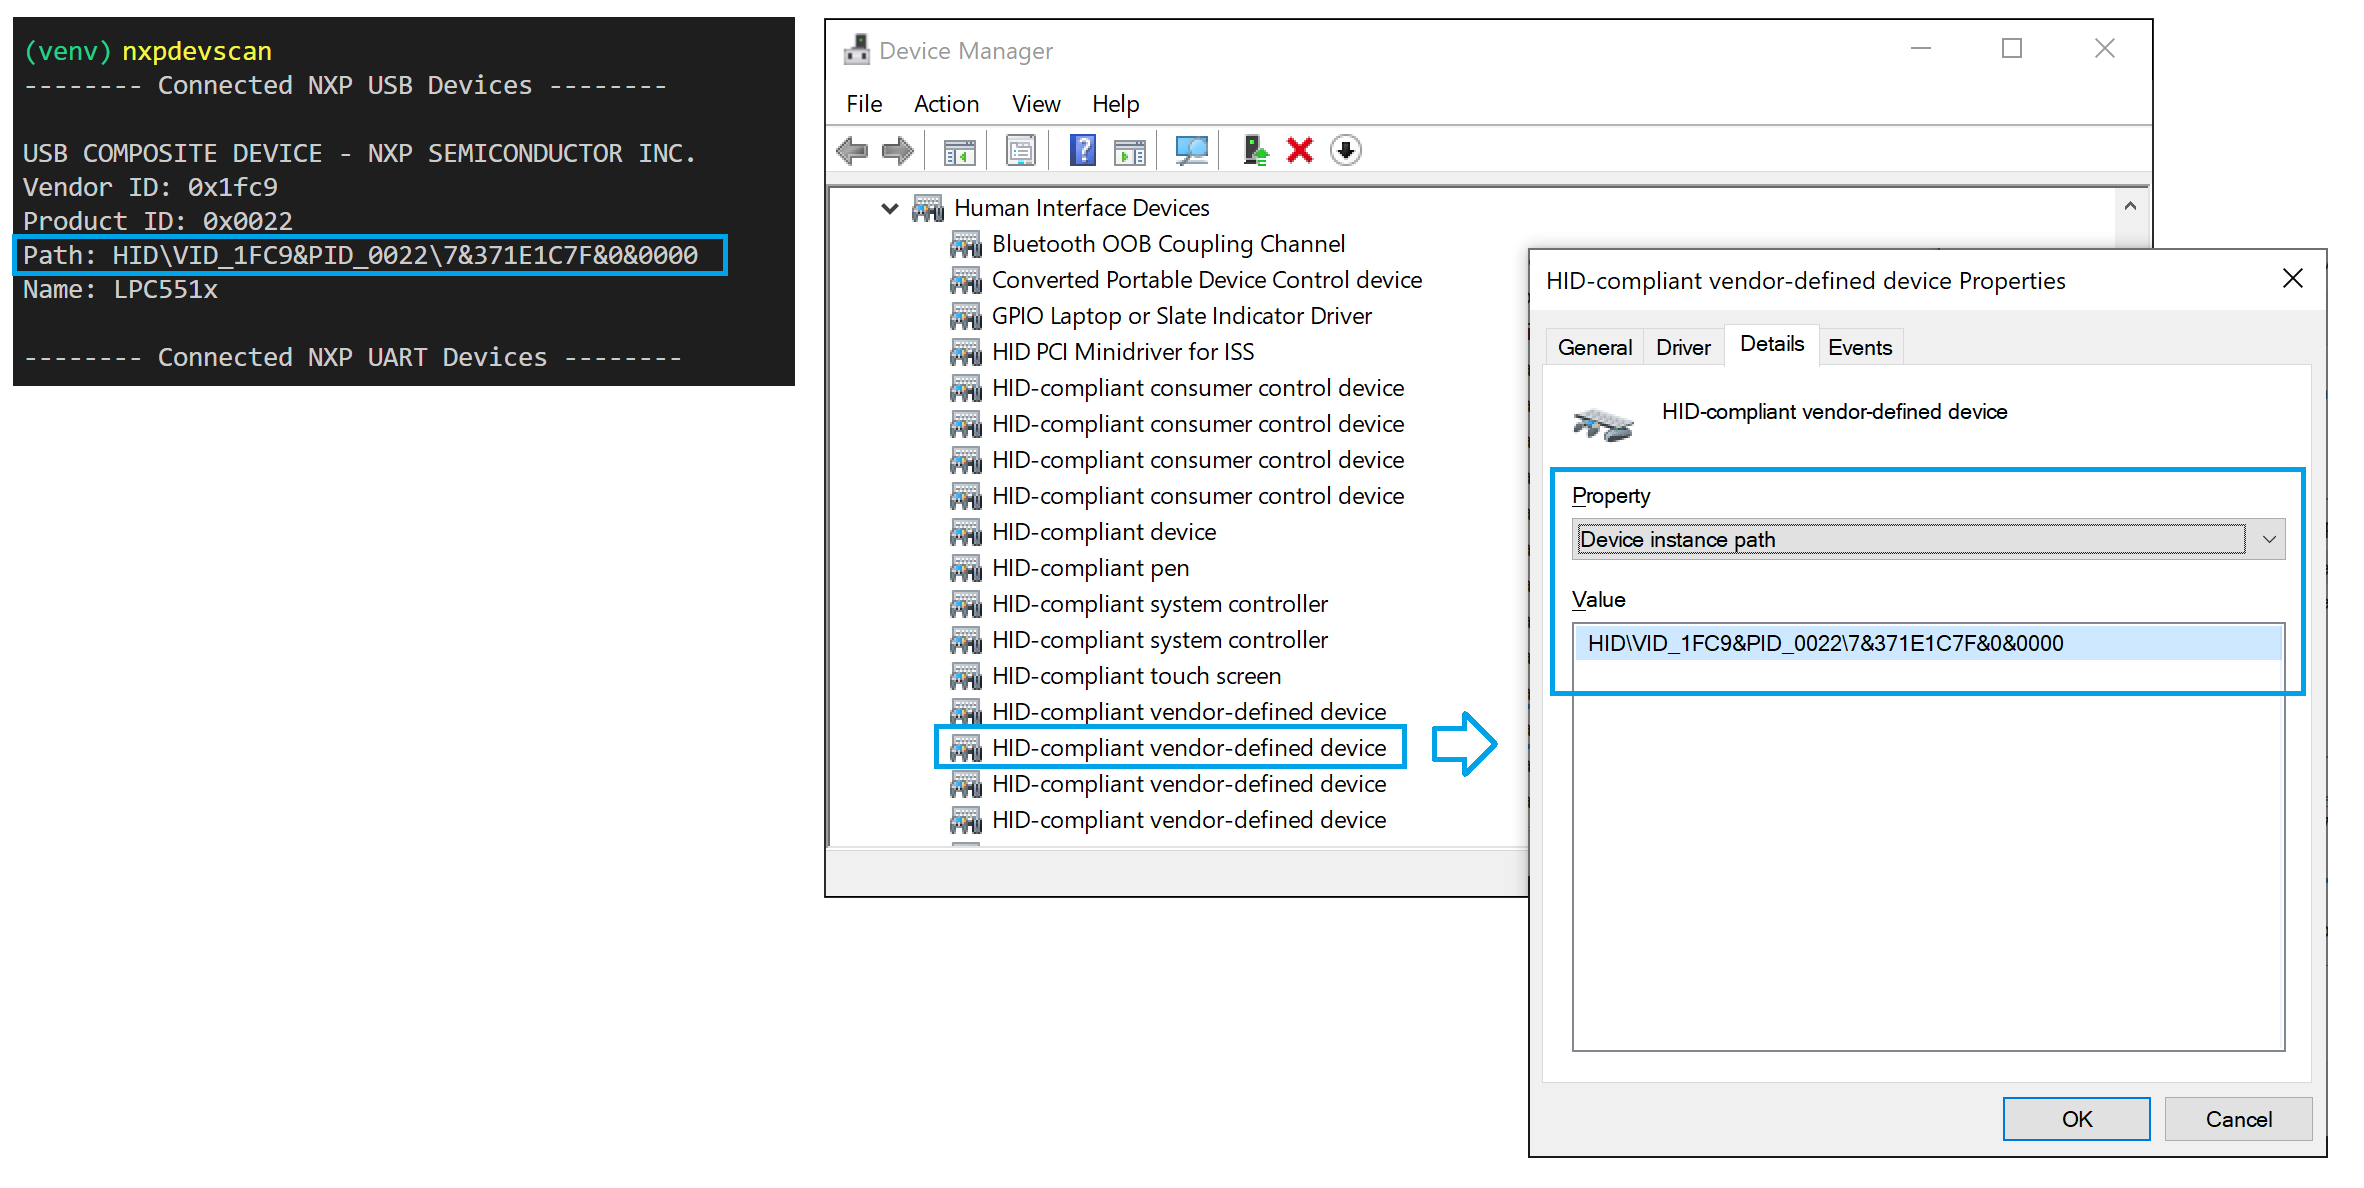 (venv) nxpdevscan
-------- Connected NXP USB Devices --------
USB COMPOSITE DEVICE - NXP SEMICONDUCTOR INC.
Vendor ID: 0x1fc9
Product ID: 0x0022
Path: HID\VID_1FC9&PID_0022\7&371E1C7F&0&0000
Name: LPC551x
-------- Connected NXP UART Devices --------
Device Manager
File Action View Help
Human Interface Devices
Bluetooth OOB Coupling Channel
Converted Portable Device Control device
GPIO Laptop or Slate Indicator Driver
HID PCI Minidriver for ISS
HID-compliant consumer control device
HID-compliant consumer control device
HID-compliant consumer control device
HID-compliant consumer control device
HID-compliant device
HID-compliant pen
HID-compliant system controller
HID-compliant system controller
HID-compliant touch screen
HID-compliant vendor-defined device
HID-compliant vendor-defined device
HID-compliant vendor-defined device
HID-compliant vendor-defined device
HID-compliant vendor-defined device Properties
General Driver Details Events
HID-compliant vendor-defined device
Property
Device instance path
Value
HID\VID_1FC9&PID_0022\7&371E1C7F&0&0000
OK Cancel